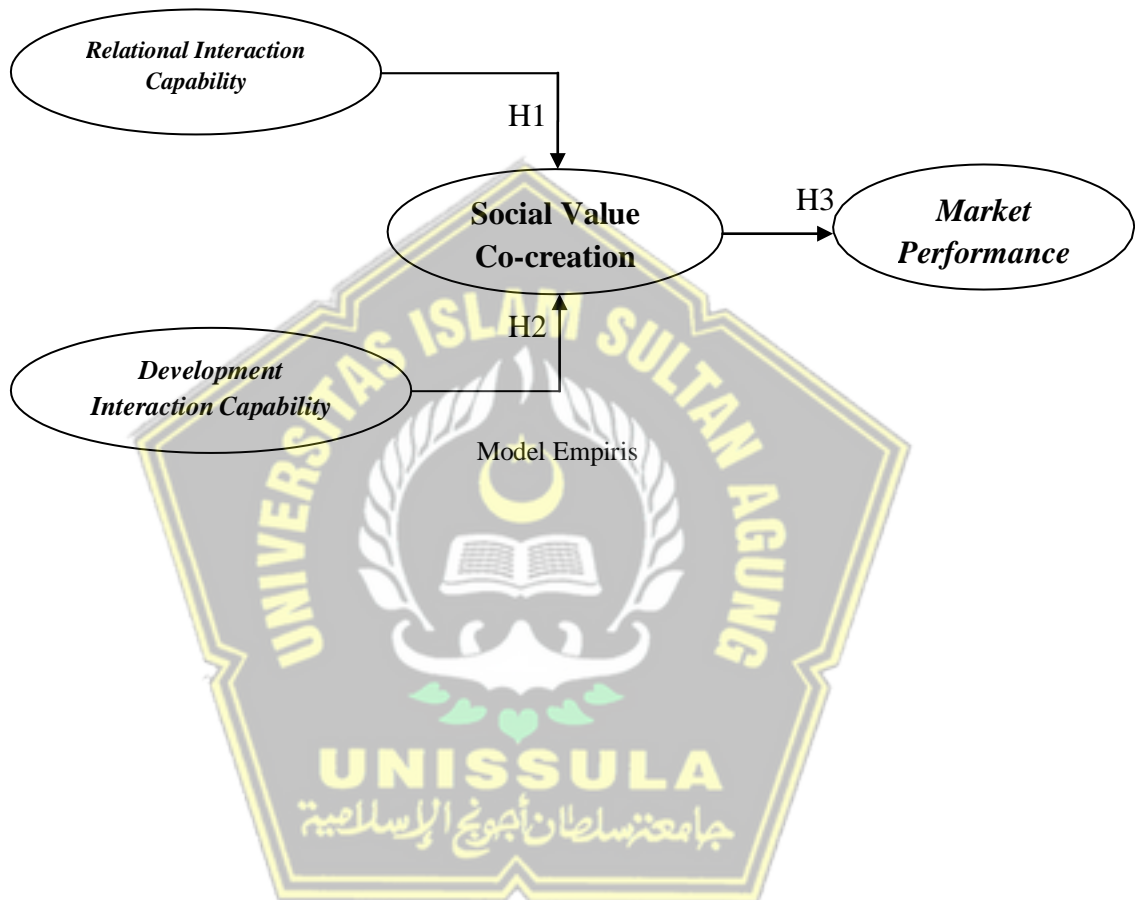 Relational Interaction
Capability
H1
Social Value
Co-creation
H3
Market
Performance
H2
Development
Interaction Capability
Model Empiris
UNIVERSITAS ISLAM SULTAN AGUNG
UNISSULA
جامعة سلطان أجونج الإسلامية